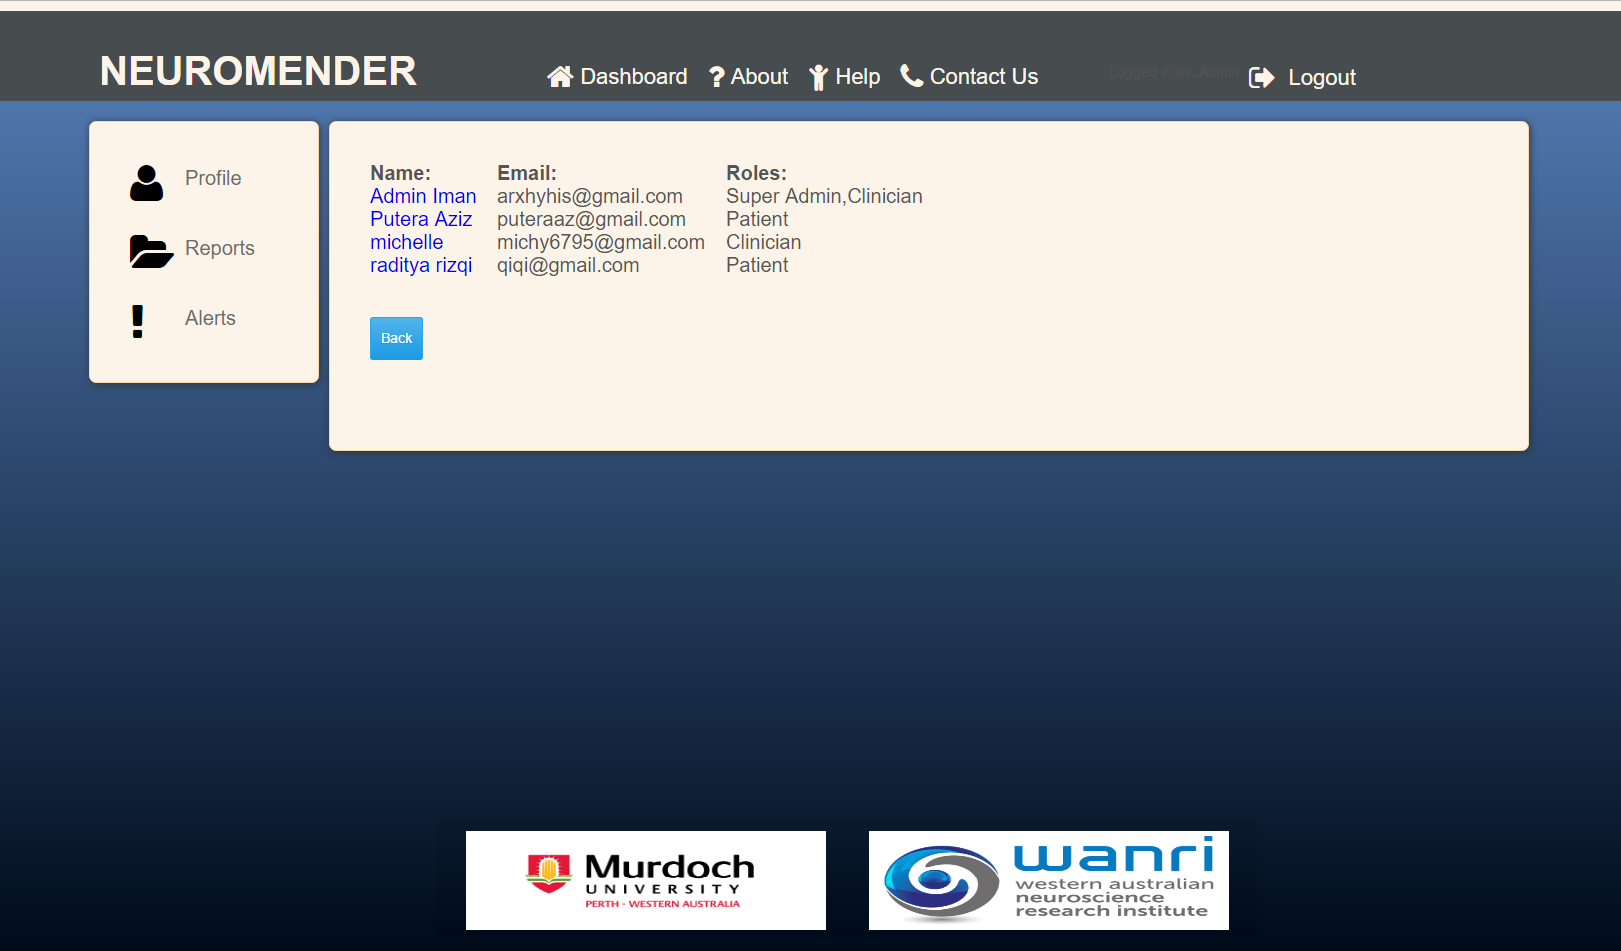 NEUROMENDER
Dashboard ? About Help Contact Us Logged in as, Admin Logout
Profile
Reports
! Alerts
Name: Email: Roles:
Admin Iman arxhyhis@gmail.com Super Admin,Clinician
Putera Aziz puteraaz@gmail.com Patient
michelle michy6795@gmail.com Clinician
raditya rizqi qiqi@gmail.com Patient
Back
Murdoch
UNIVERSITY
PERTH - WESTERN AUSTRALIA
wanri
western australian
neuroscience
research institute